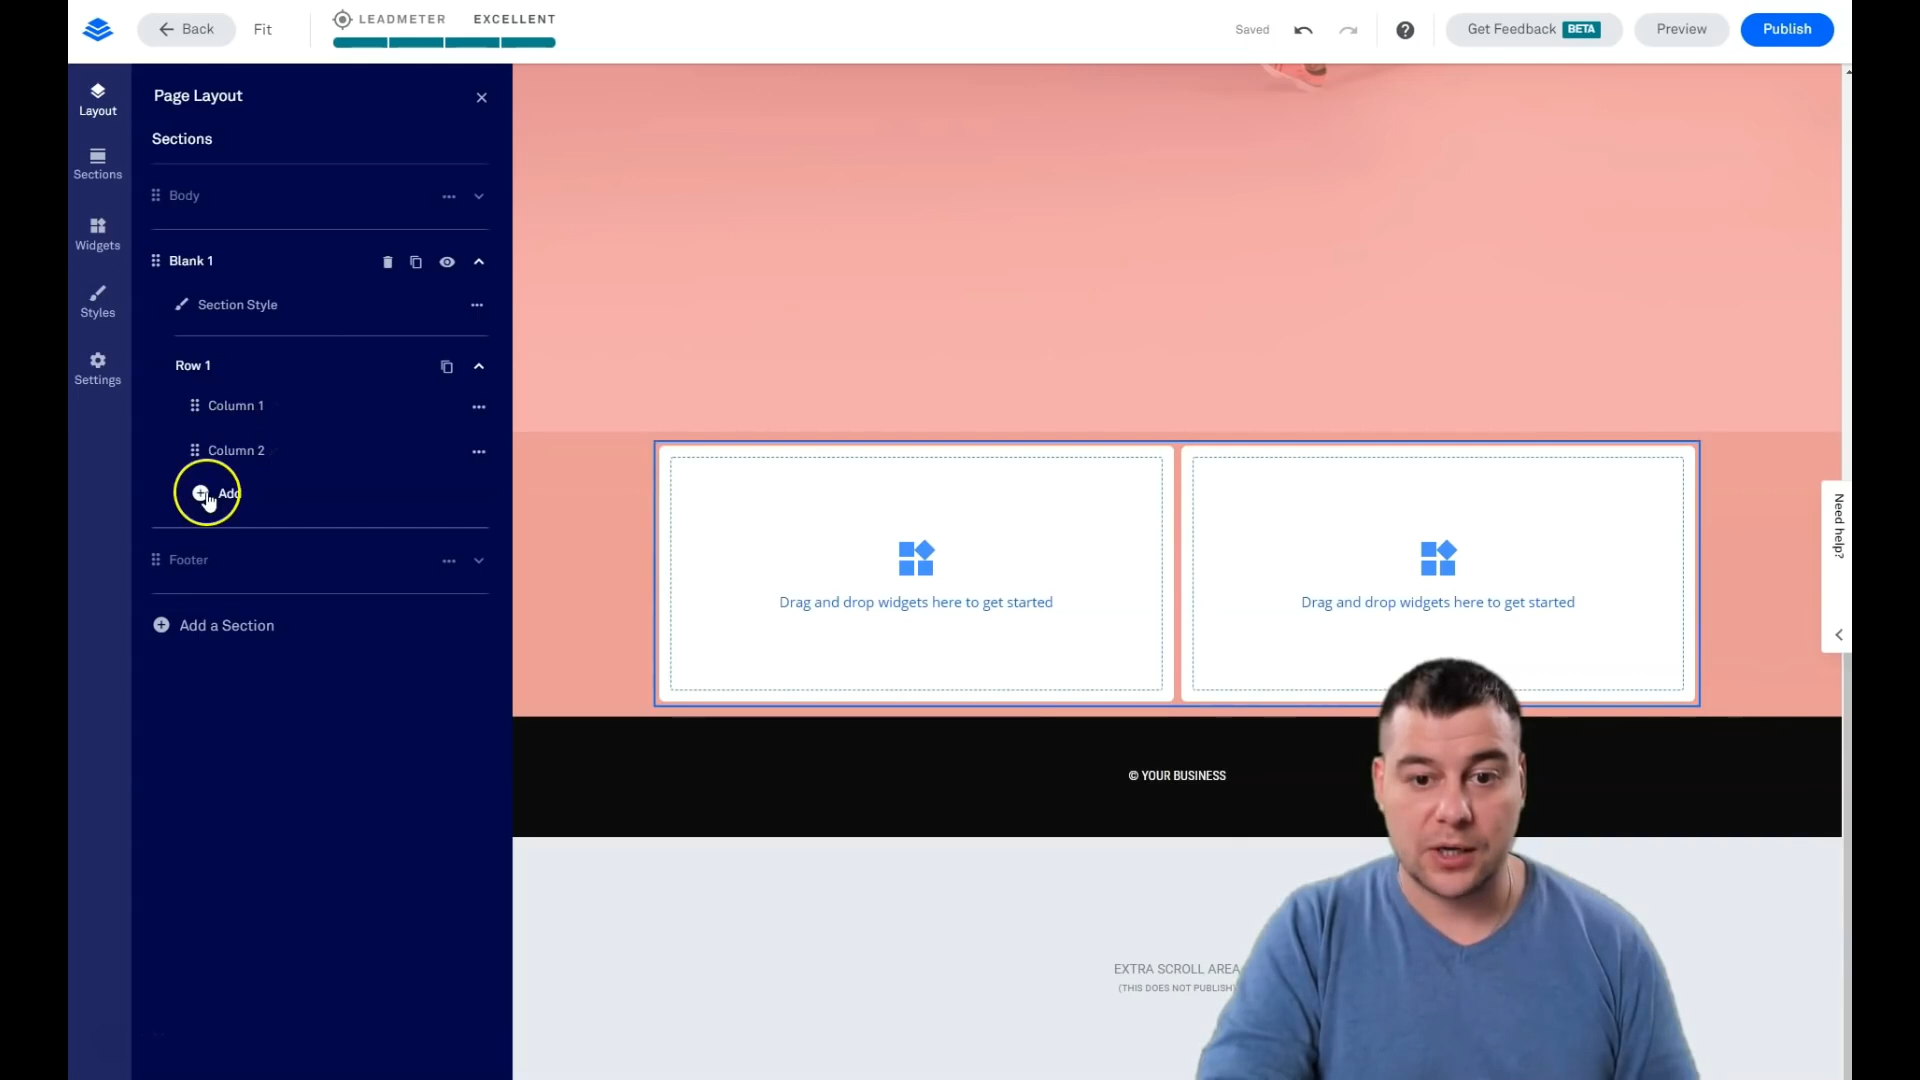 Back
Fit
LEADMETER EXCELLENT
Saved
Get Feedback BETA
Preview
Publish
Layout
Sections
Widgets
Styles
Settings
Page Layout
Sections
Body
Blank 1
Section Style
Row 1
Column 1
Column 2
Add
Footer
Add a Section
Drag and drop widgets here to get started
Drag and drop widgets here to get started
Need help?
© YOUR BUSINESS
EXTRA SCROLL AREA
(THIS DOES NOT PUBLISH)